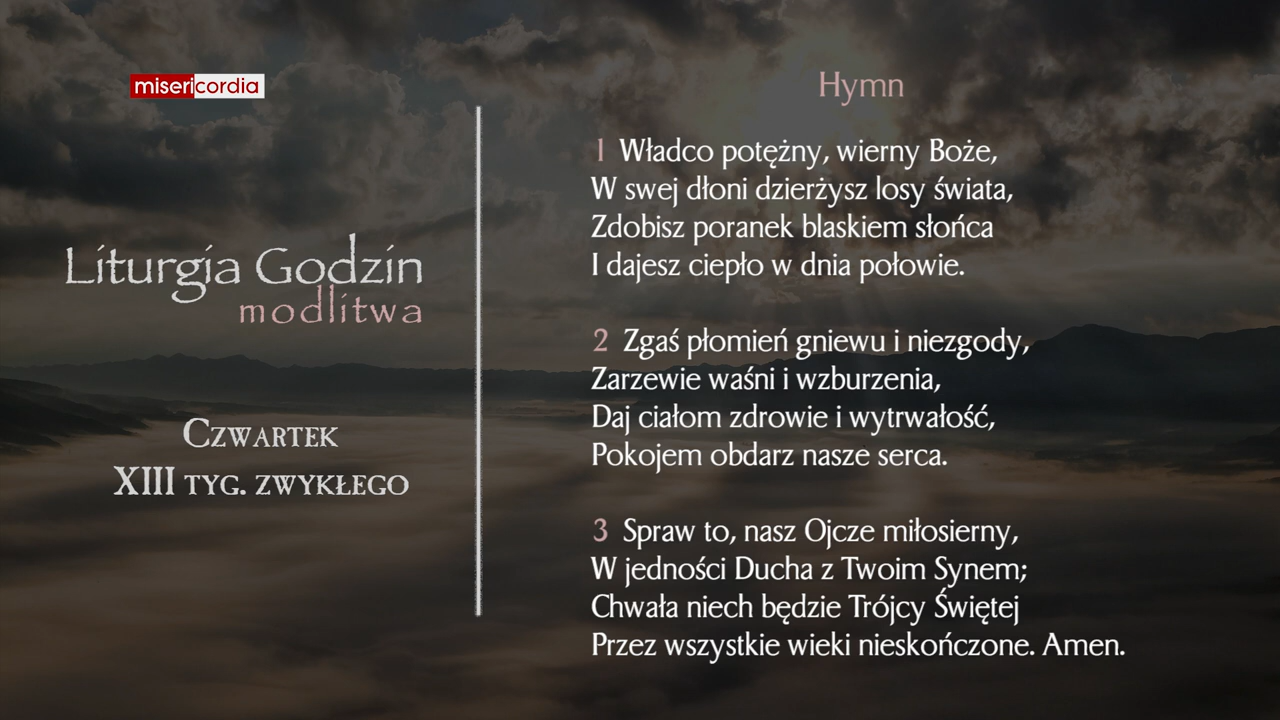 misericordia
Liturgia Godzin
modlitwa
Czwartek
XIII tyg. zwykłego
Hymn
1 Władco potężny, wierny Boże,
W swej dłoni dzierżysz losy świata,
Zdobisz poranek blaskiem słońca
I dajesz ciepło w dnia połowie.
2 Zgaś płomień gniewu i niezgody,
Zarzewie waśni i wzburzenia,
Daj ciałom zdrowie i wytrwałość,
Pokojem obdarz nasze serca.
3 Spraw to, nasz Ojcze miłosierny,
W jedności Ducha z Twoim Synem;
Chwała niech będzie Trójcy Świętej
Przez wszystkie wieki nieskończone. Amen.